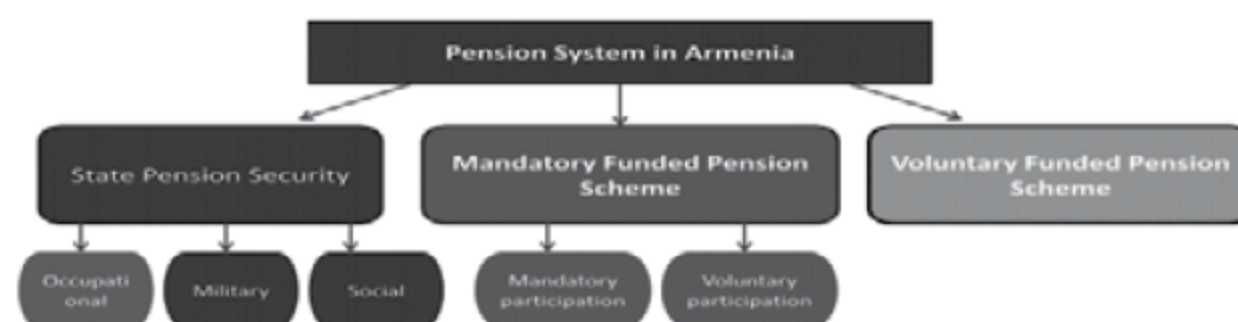 Pension System in Armenia
State Pension Security
Mandatory Funded Pension
Scheme
Voluntary Funded Pension
Scheme
Occupati
onal
Military
Social
Mandatory
participation
Voluntary
participation